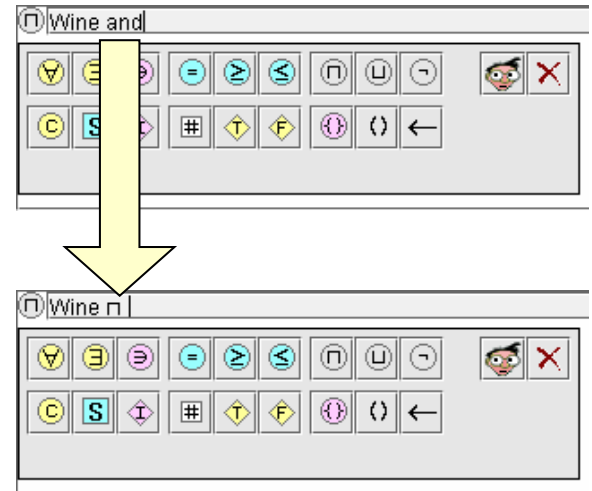 ⊓ Wine and
∀ ∃ ∋ = ≥ ≤ ⊓ ⊔ ¬
C S I # T F {} () ←
⊓ Wine ⊓
∀ ∃ ∋ = ≥ ≤ ⊓ ⊔ ¬
C S I # T F {} () ←